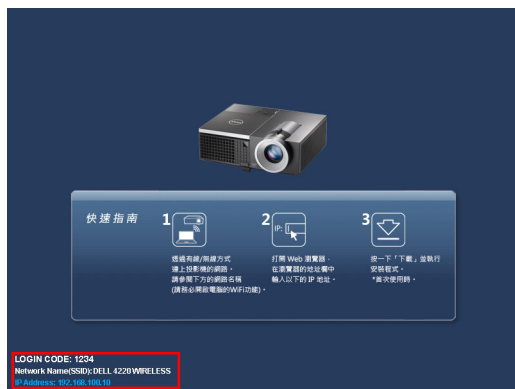 快速指南
1
透過有線/無線方式
連上投影機的網路。
請參閱下方的網路名稱
(請務必開啟電腦的WiFi功能)。
2
IP:
打開 Web 瀏覽器，
在瀏覽器的地址欄中
輸入以下的 IP 地址。
3
按一下「下載」並執行
安裝程式。
*首次使用時。
LOGIN CODE: 1234
Network Name(SSID): DELL 4220 WIRELESS
IP Address: 192.168.100.10